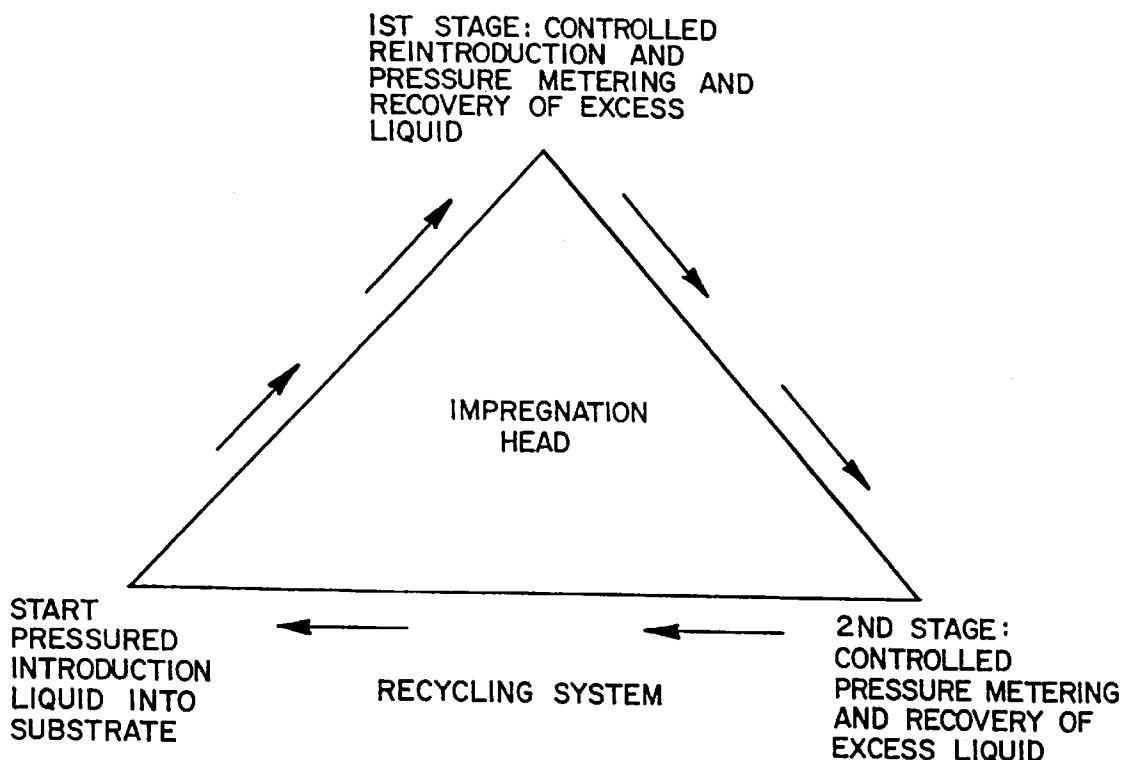 1ST STAGE: CONTROLLED
REINTRODUCTION AND
PRESSURE METERING AND
RECOVERY OF EXCESS
LIQUID
IMPREGNATION
HEAD
START
PRESSURED
INTRODUCTION
LIQUID INTO
SUBSTRATE
RECYCLING SYSTEM
2ND STAGE:
CONTROLLED
PRESSURE METERING
AND RECOVERY OF
EXCESS LIQUID